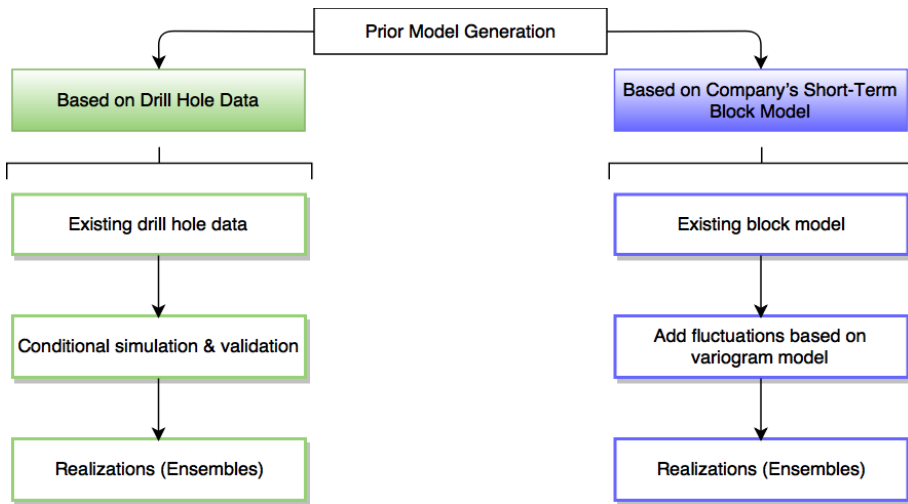 Prior Model Generation
Based on Drill Hole Data
Based on Company's Short-Term
Block Model
Existing drill hole data
Existing block model
Conditional simulation & validation
Add fluctuations based on
variogram model
Realizations (Ensembles)
Realizations (Ensembles)